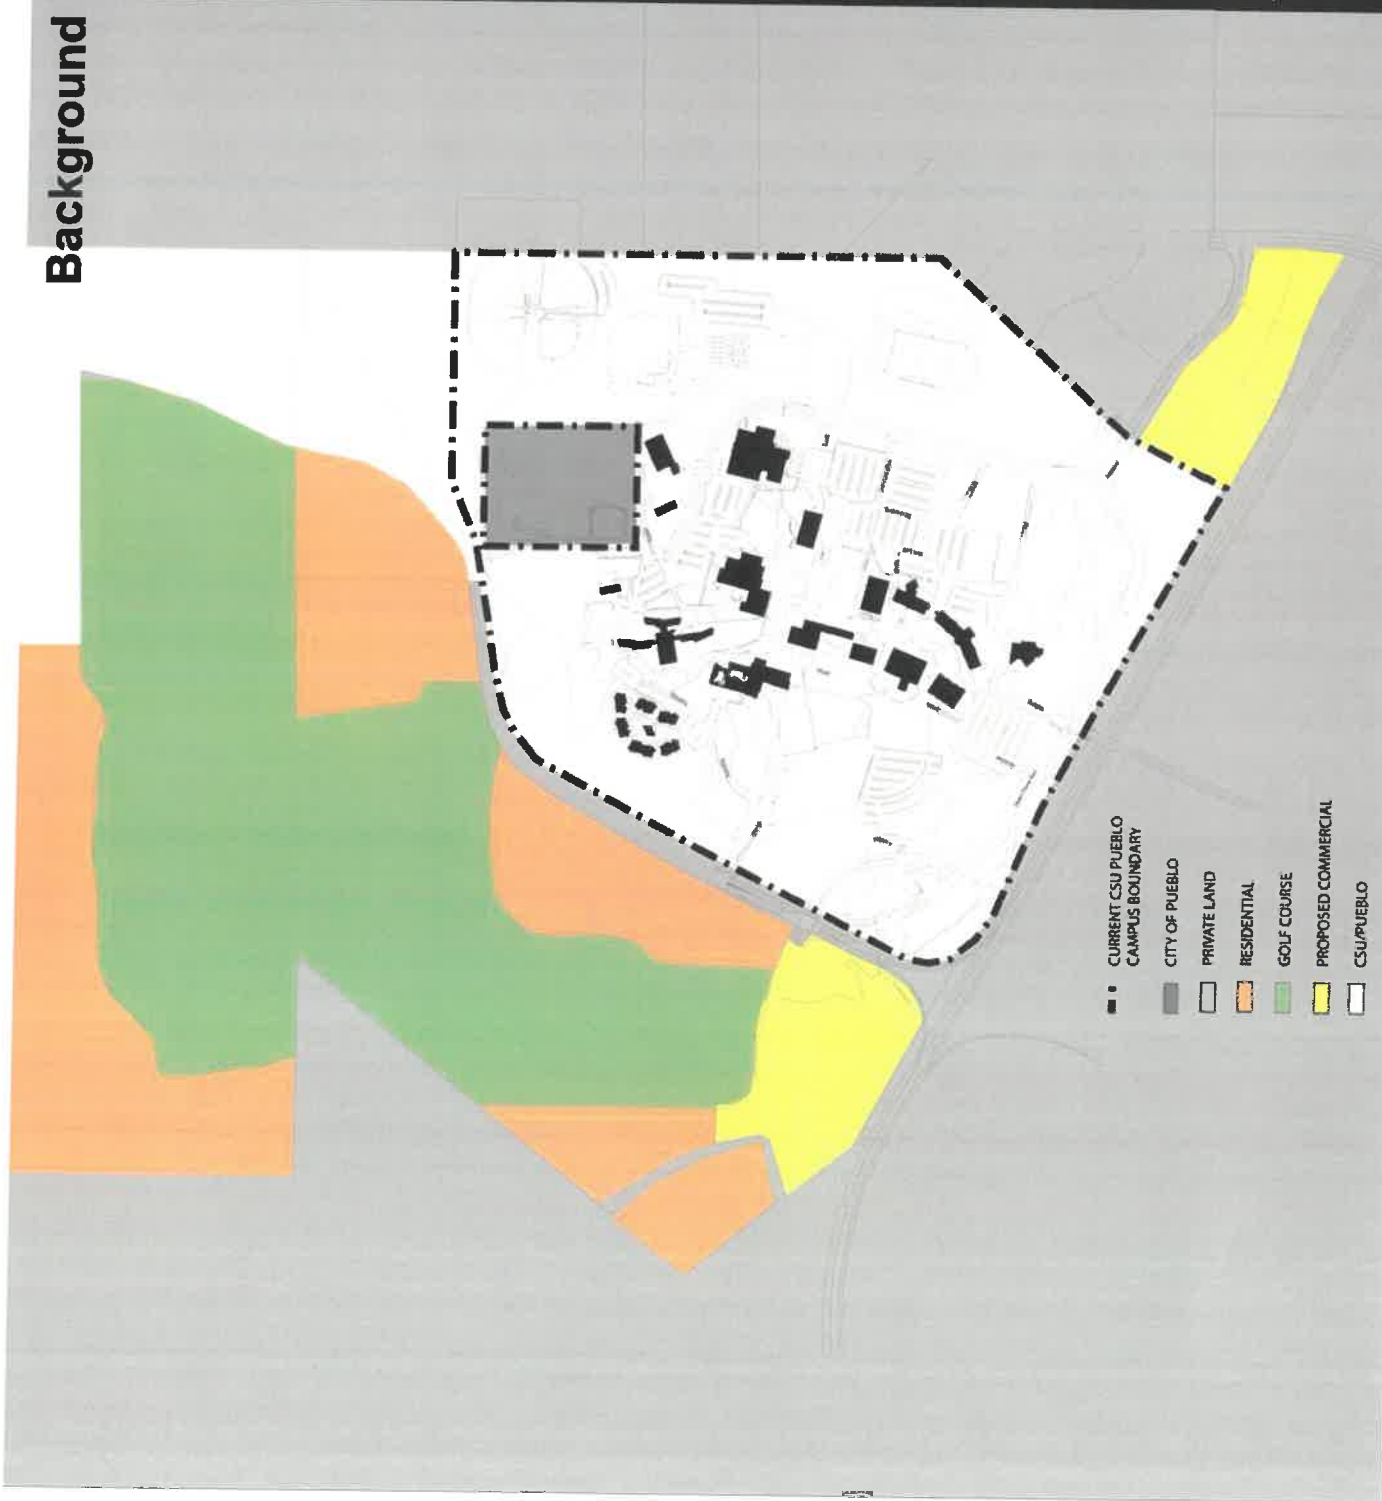 Background
CURRENT CSU PUEBLO
CAMPUS BOUNDARY
CITY OF PUEBLO
PRIVATE LAND
RESIDENTIAL
GOLF COURSE
PROPOSED COMMERCIAL
CSU/PUEBLO